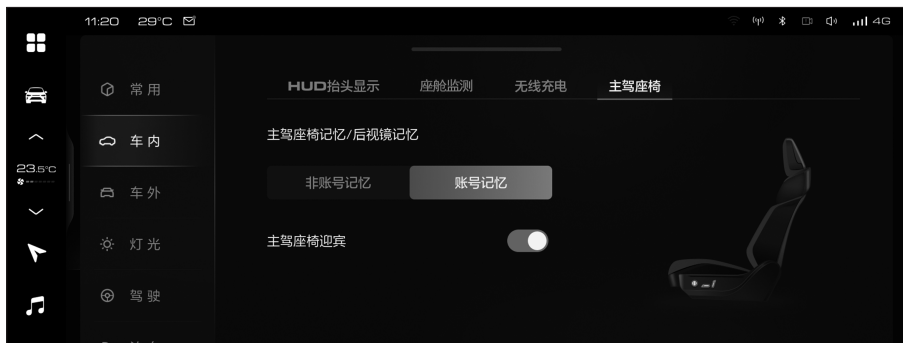 11:20 29°C 4G
常用
车内
车外
灯光
驾驶
23.5°C
HUD抬头显示 座舱监测 无线充电 主驾座椅
主驾座椅记忆/后视镜记忆
非账号记忆 账号记忆
主驾座椅迎宾